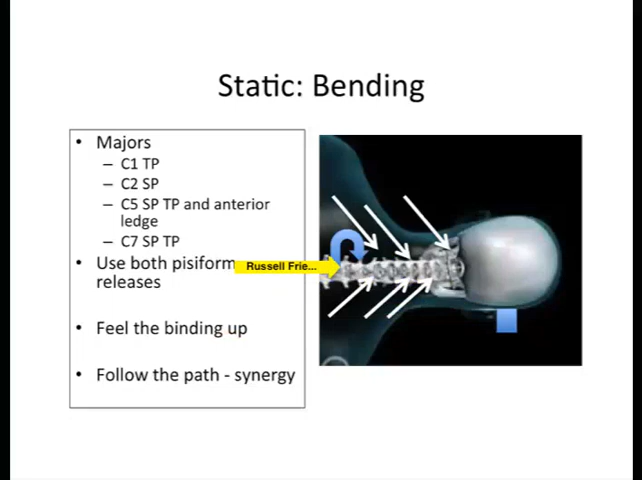 Static: Bending
• Majors
– C1 TP
– C2 SP
– C5 SP TP and anterior
ledge
– C7 SP TP
• Use both pisiform
Russell Frie...
releases
• Feel the binding up
• Follow the path - synergy